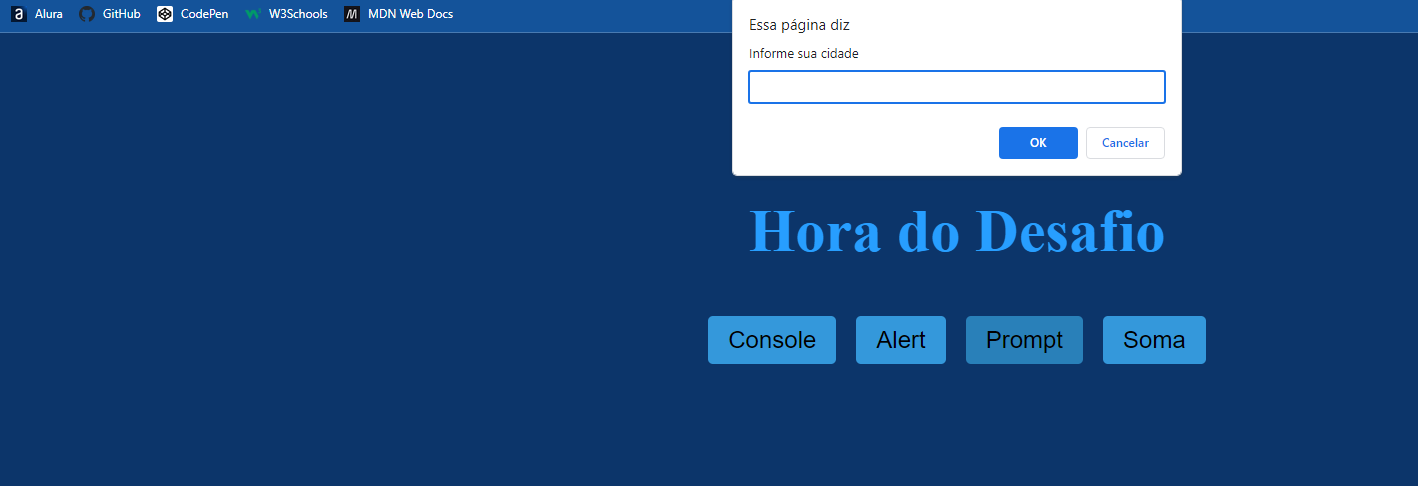 Alura GitHub CodePen W3Schools MDN Web Docs
Essa página diz
Informe sua cidade
OK Cancelar
Hora do Desafio
Console Alert Prompt Soma